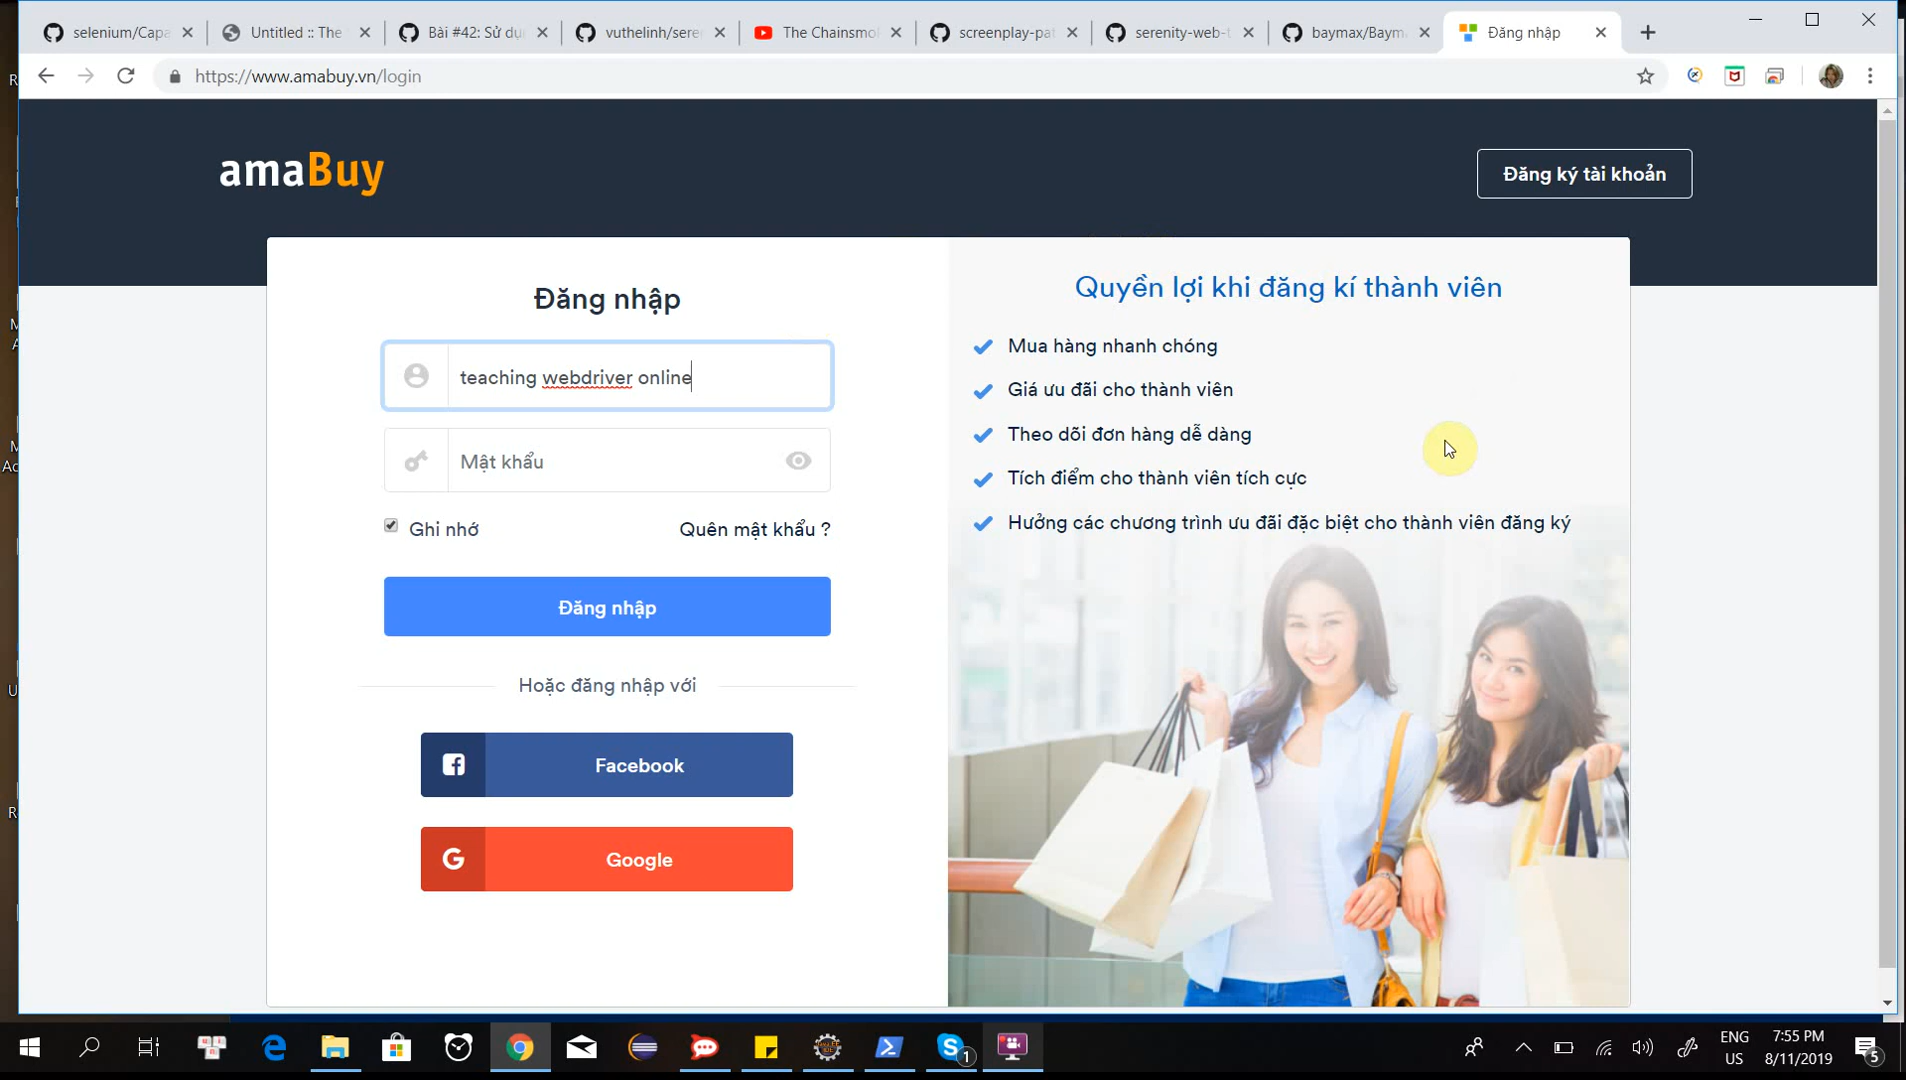 selenium/Capa
Untitled :: The
Bài #42: Sử dụ
vuthelinh/sere
The Chainsmo
screenplay-pat
serenity-web-t
baymax/Baym
Đăng nhập
https://www.amabuy.vn/login
amaBuy
Đăng ký tài khoản
Đăng nhập
teaching webdriver online
Mật khẩu
Ghi nhớ
Quên mật khẩu ?
Đăng nhập
Hoặc đăng nhập với
Facebook
Google
Quyền lợi khi đăng kí thành viên
Mua hàng nhanh chóng
Giá ưu đãi cho thành viên
Theo dõi đơn hàng dễ dàng
Tích điểm cho thành viên tích cực
Hưởng các chương trình ưu đãi đặc biệt cho thành viên đăng ký
1
ENG
US
7:55 PM
8/11/2019
5